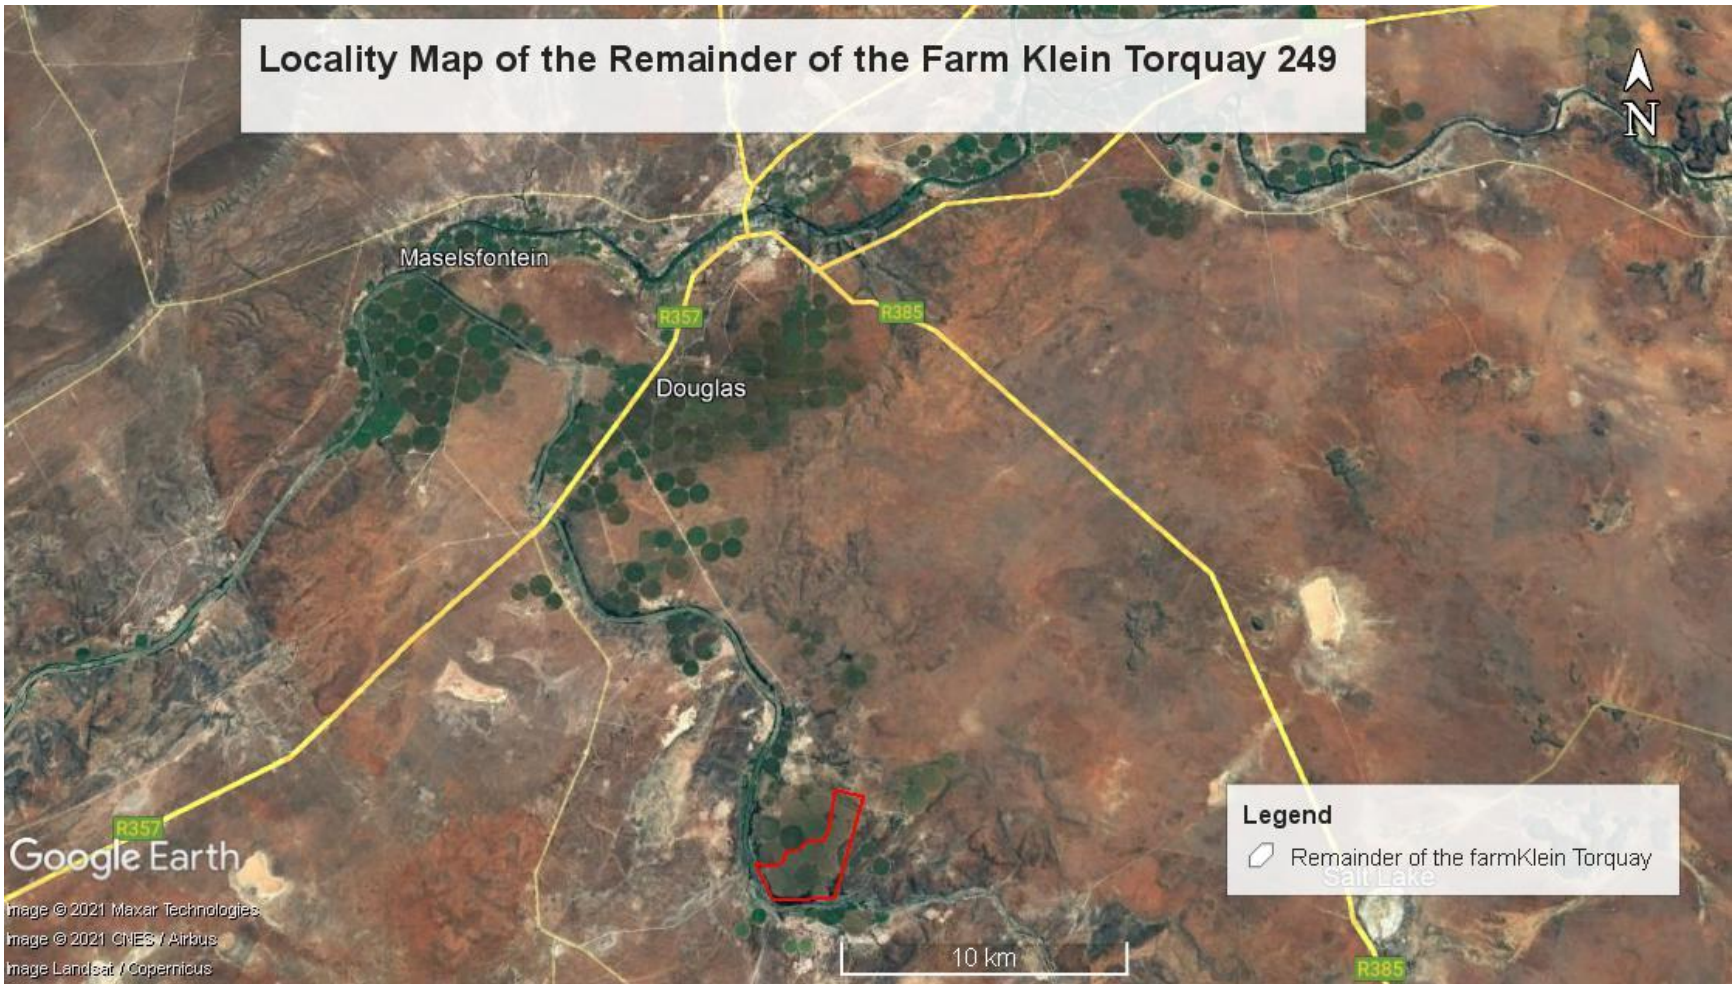 Locality Map of the Remainder of the Farm Klein Torquay 249
N
Maselsfontein
R357
R385
Douglas
Legend
Remainder of the farmKlein Torquay
Salt Lake
R357
Google Earth
Image © 2021 Maxar Technologies
Image © 2021 CNES / Airbus
Image Landsat / Copernicus
10 km
R385